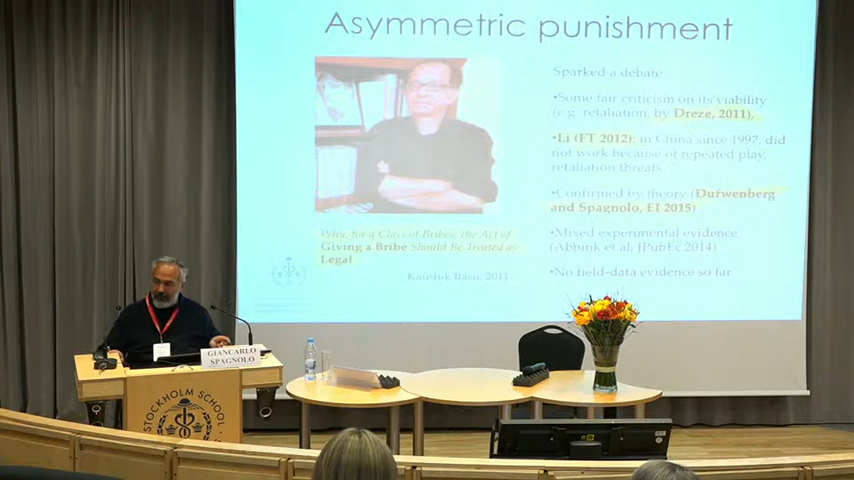 Asymmetric punishment
Sparked a debate
•Some fair criticism on its viability
(e.g. retaliation, by Dreze, 2011),
•Li (FT 2012): in China since 1997, did
not work because of repeated play,
retaliation threats
•Confirmed by theory (Dufwenberg
and Spagnolo, EI 2015)
•Mixed experimental evidence
(Abbink et al. JPubEc 2014)
•No field-data evidence so far
Why, for a Class of Bribes, the Act of
Giving a Bribe Should Be Treated as
Legal
Kaushik Basu, 2011
GIANCARLO
SPAGNOLO
STOCKHOLM SCHOOL